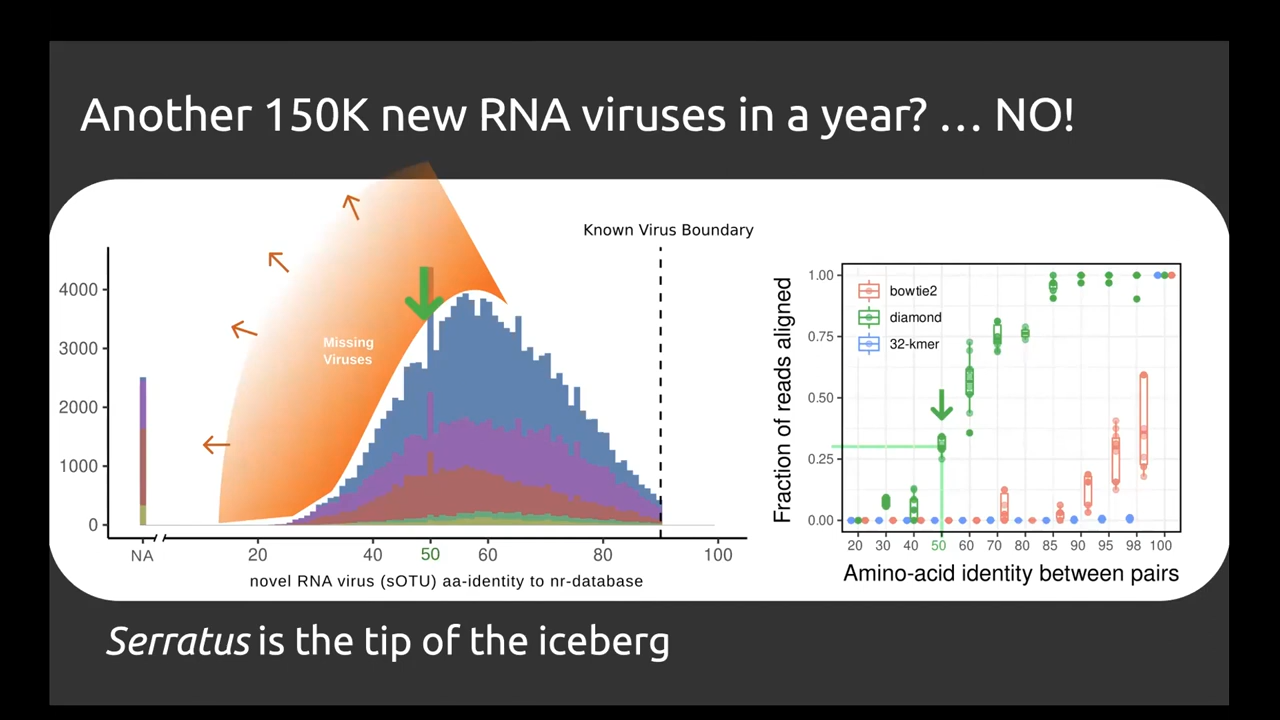 Another 150K new RNA viruses in a year? … NO!
Known Virus Boundary
4000
3000
2000
1000
0
Missing
Viruses
NA
20
40
50
60
80
100
novel RNA virus (sOTU) aa-identity to nr-database
Fraction of reads aligned
1.00
0.75
0.50
0.25
0.00
bowtie2
diamond
32-kmer
20
30
40
50
60
70
80
85
90
95
98
100
Amino-acid identity between pairs
Serratus is the tip of the iceberg